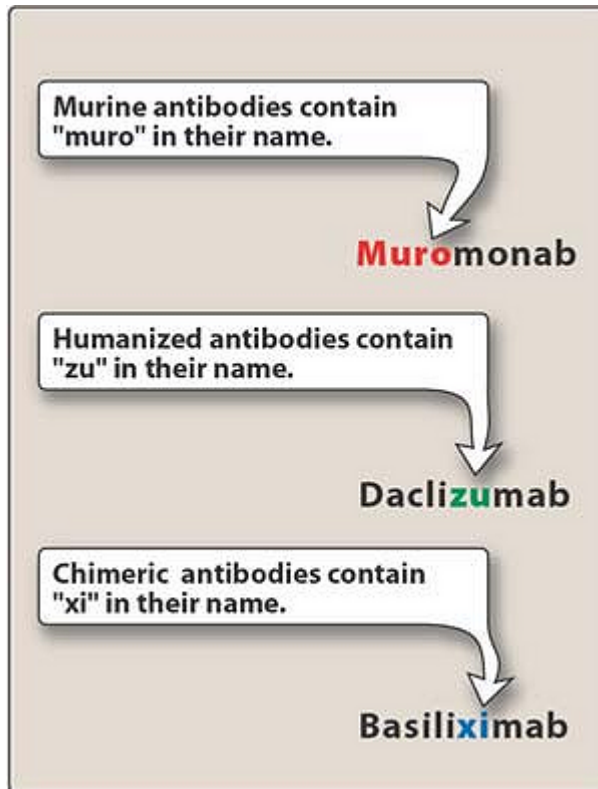 Murine antibodies contain
"muro" in their name.
Muromonab
Humanized antibodies contain
"zu" in their name.
Daclizumab
Chimeric antibodies contain
"xi" in their name.
Basiliximab